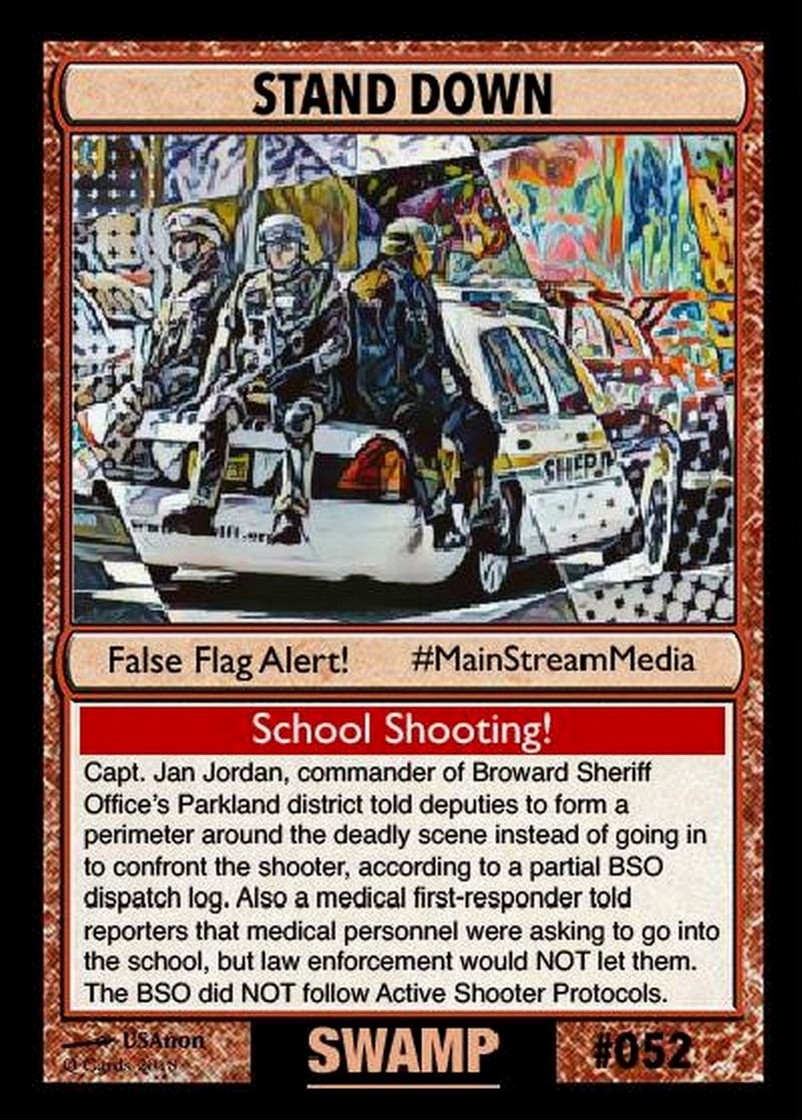 STAND DOWN
SHERIF
False Flag Alert! #MainStreamMedia
School Shooting!
Capt. Jan Jordan, commander of Broward Sheriff
Office's Parkland district told deputies to form a
perimeter around the deadly scene instead of going in
to confront the shooter, according to a partial BSO
dispatch log. Also a medical first-responder told
reporters that medical personnel were asking to go into
the school, but law enforcement would NOT let them.
The BSO did NOT follow Active Shooter Protocols.
USAnon
Q Cards 2018
SWAMP
#052